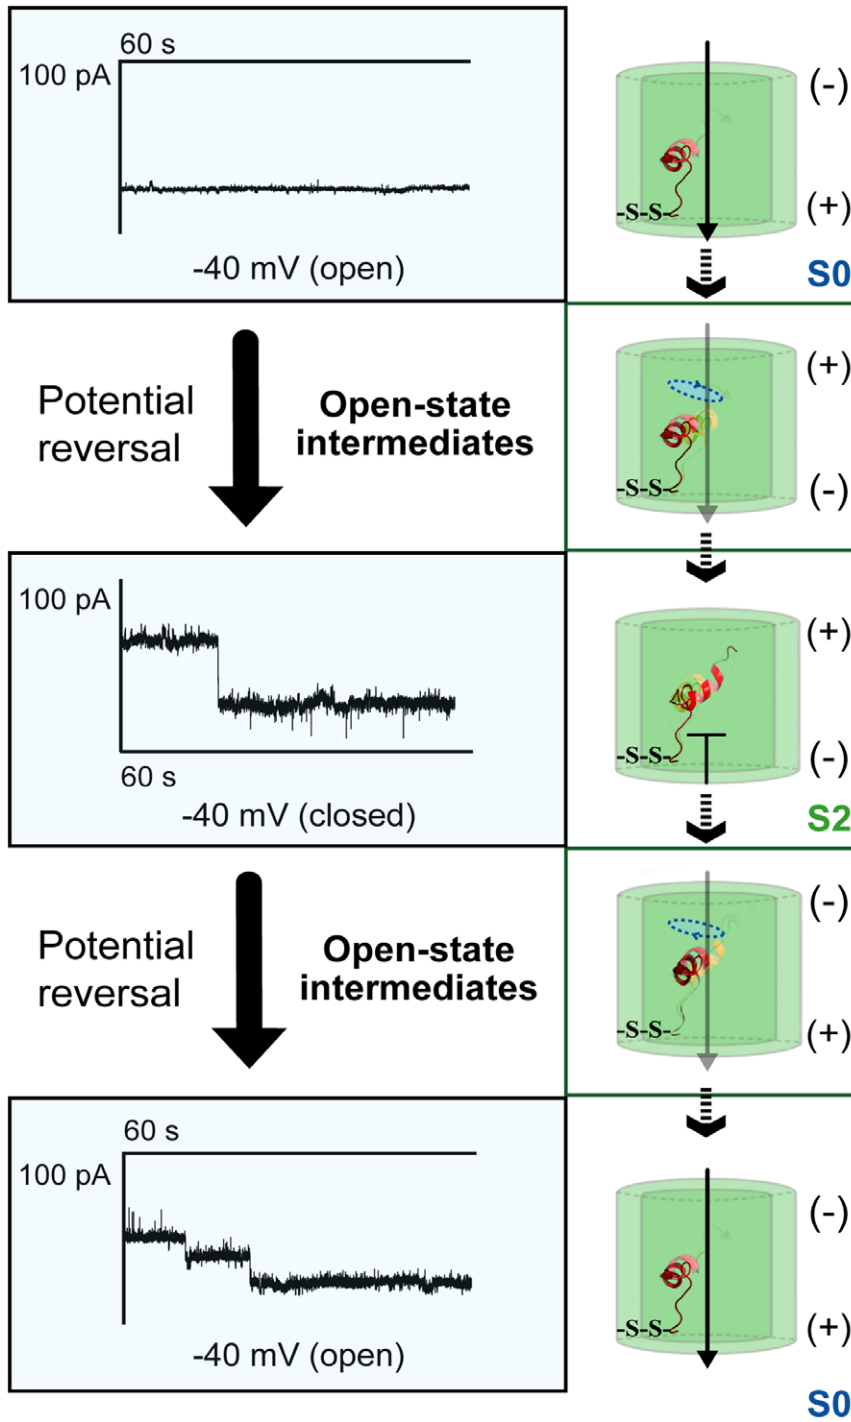 60 s
100 pA
-40 mV (open)
(-)
-S-S-
(+)
S0
Potential
reversal
Open-state
intermediates
(+)
-S-S-
(-)
100 pA
60 s
-40 mV (closed)
(+)
-S-S-
(-)
S2
Potential
reversal
Open-state
intermediates
(-)
-S-S-
(+)
60 s
100 pA
-40 mV (open)
(-)
-S-S-
(+)
S0